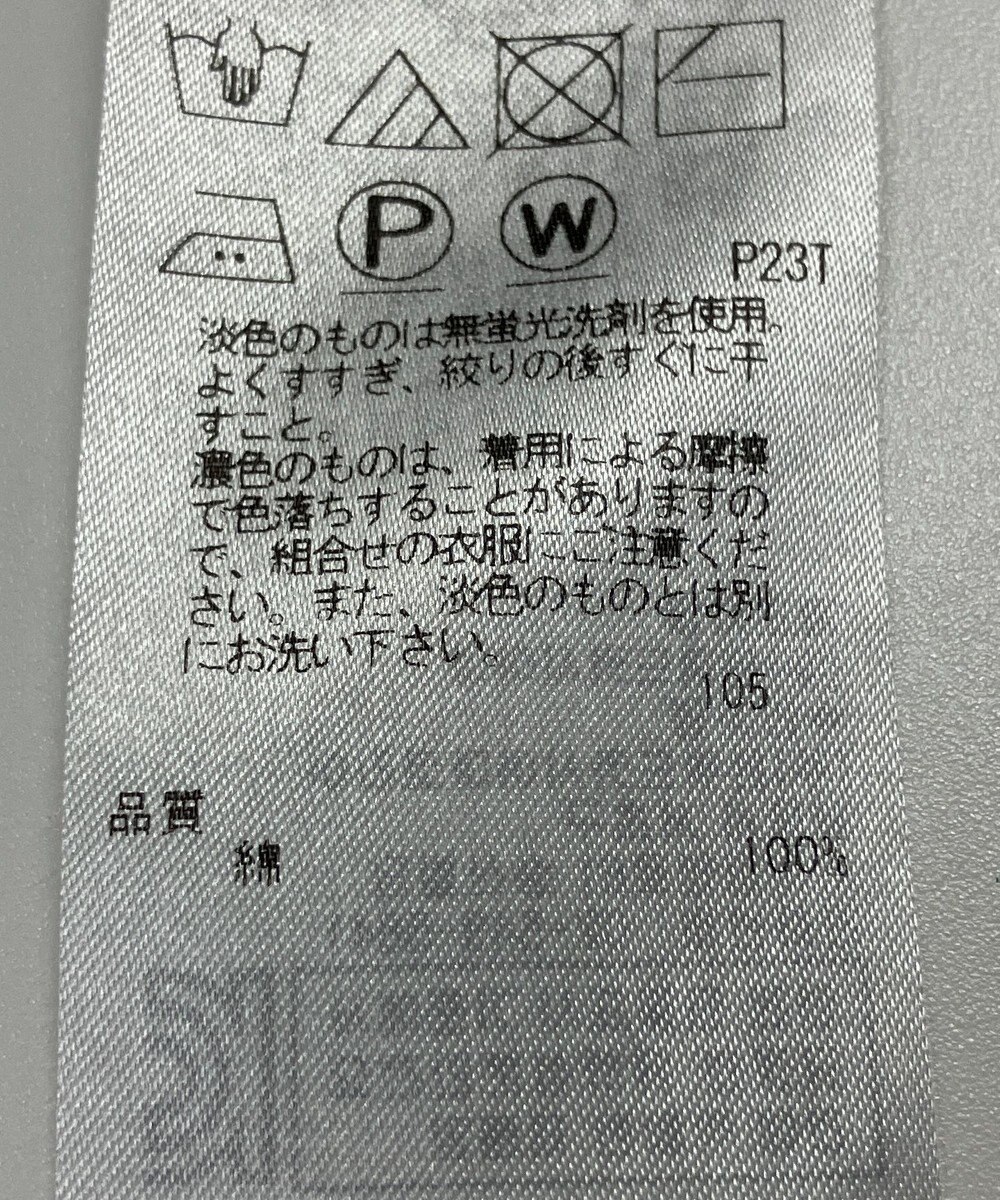 P
W
P23T
淡色のものは無蛍光洗剤を使用。
よくすすぎ、絞りの後すぐに干
すこと。
濃色のものは、着用による摩擦
で色落ちすることがありますの
で、組合せの衣服にご注意くだ
さい。また、淡色のものとは別
にお洗い下さい。
105
品質
綿 100%